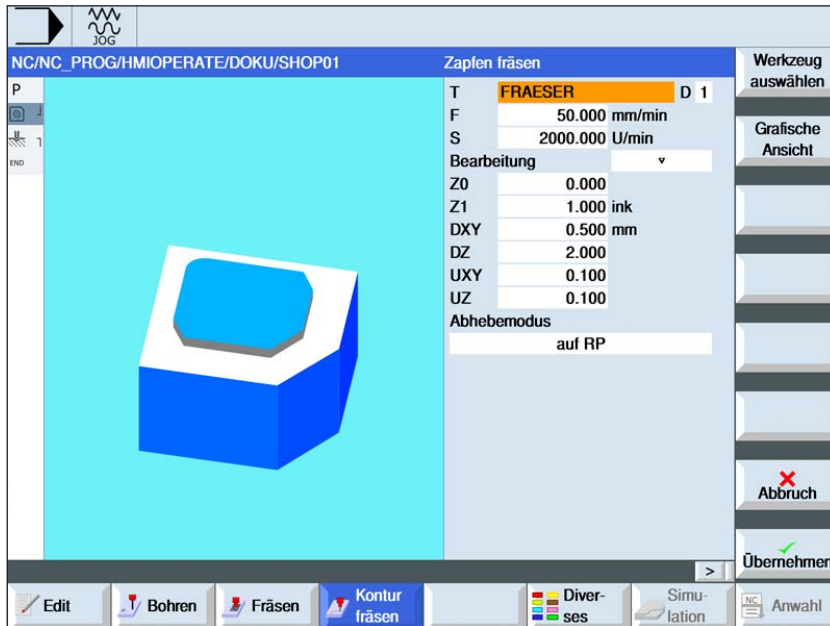 JOG
NC/NC_PROG/HMIOPERATE/DOKU/SHOP01
Zapfen fräsen
P
END
T FRAESER D 1
F 50.000 mm/min
S 2000.000 U/min
Bearbeitung ▿
Z0 0.000
Z1 1.000 ink
DXY 0.500 mm
DZ 2.000
UXY 0.100
UZ 0.100
Abhebemodus
auf RP
Werkzeug
auswählen
Grafische
Ansicht
Abbruch
Übernehmen
>
Edit
Bohren
Fräsen
Kontur
fräsen
Diver-
ses
Simu-
lation
NC
Anwahl